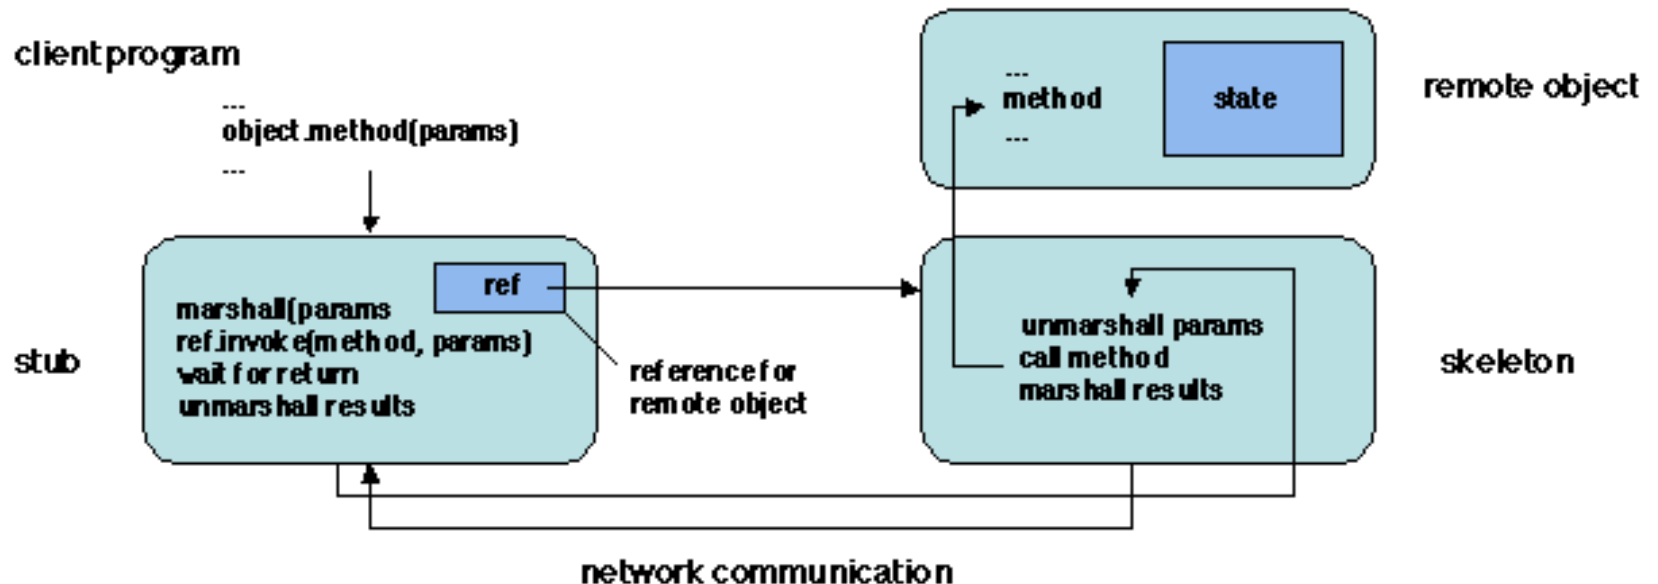 client program
...
object.method(params)
...
stub
ref
marshall(params
ref.invoke(method, params)
wait for return
unmarshall results
reference for
remote object
...
method
...
state
remote object
unmarshall params
call method
marshall results
skeleton
network communication